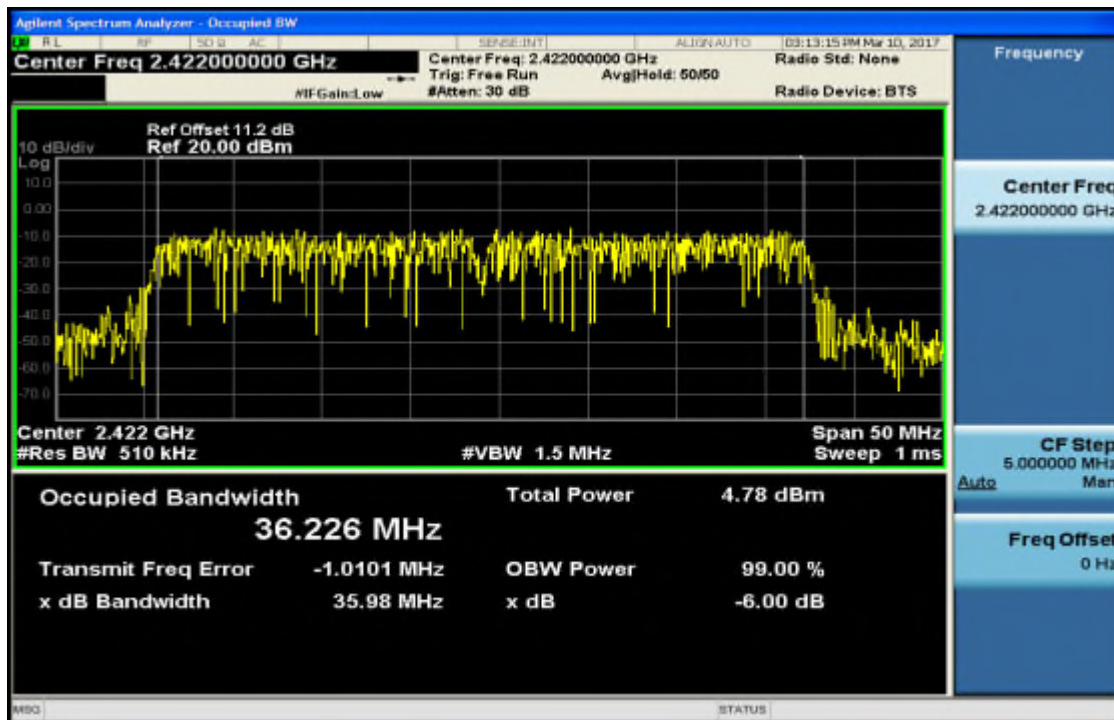 Agilent Spectrum Analyzer - Occupied BW
RL RF 50 Ω AC SENSE:INT ALIGN AUTO 03:13:15 PM Mar 10, 2017
Center Freq 2.422000000 GHz
Center Freq: 2.422000000 GHz Radio Std: None
Trig: Free Run Avg|Hold: 50/50
#IFGain:Low #Atten: 30 dB Radio Device: BTS
Ref Offset 11.2 dB
10 dB/div Ref 20.00 dBm
Log
10.0
0.00
-10.0
-20.0
-30.0
-40.0
-50.0
-60.0
-70.0
Center 2.422 GHz Span 50 MHz
#Res BW 510 kHz #VBW 1.5 MHz Sweep 1 ms
Occupied Bandwidth Total Power 4.78 dBm
36.226 MHz
Transmit Freq Error -1.0101 MHz OBW Power 99.00 %
x dB Bandwidth 35.98 MHz x dB -6.00 dB
MSG STATUS
Frequency
Center Freq
2.422000000 GHz
CF Step
5.000000 MHz
Auto Man
Freq Offset
0 Hz